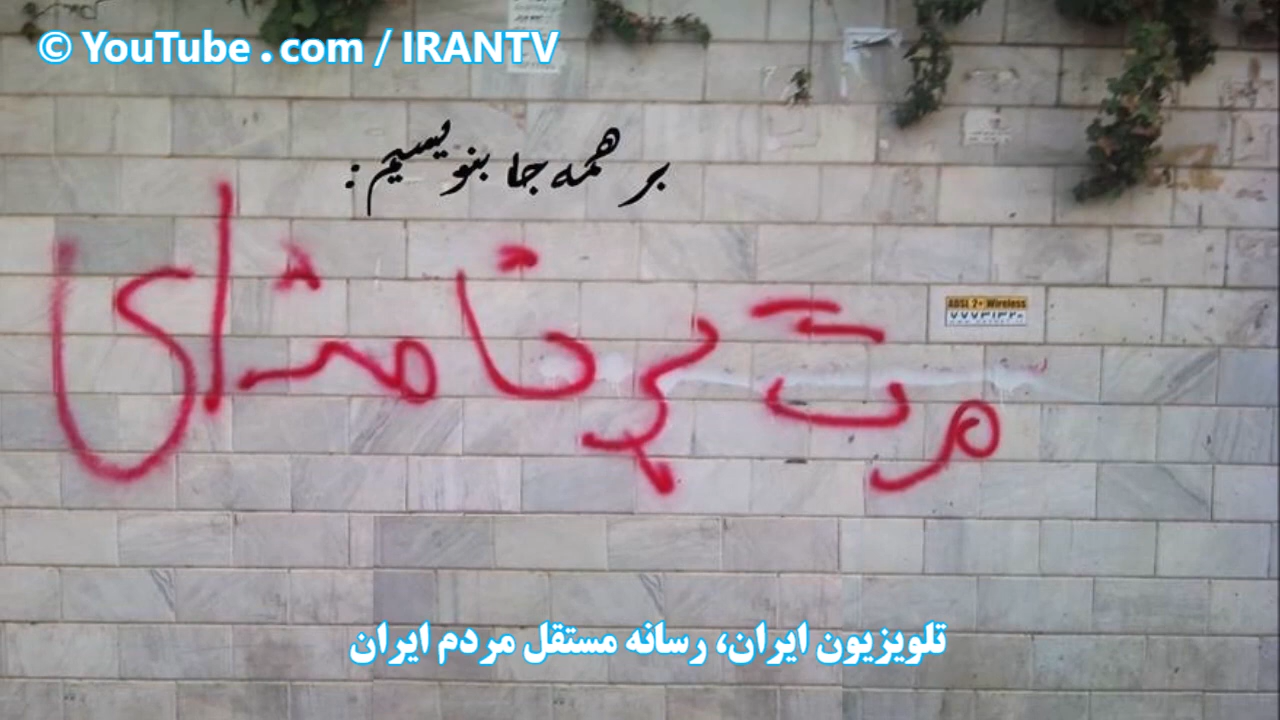 © YouTube . com / IRANTV
بر همه جا بنویسیم :
مرگ بر خامنه ای
ADSL 2+ Wireless
۷۷۷۳۱۳۲۰
تلویزیون ایران، رسانه مستقل مردم ایران